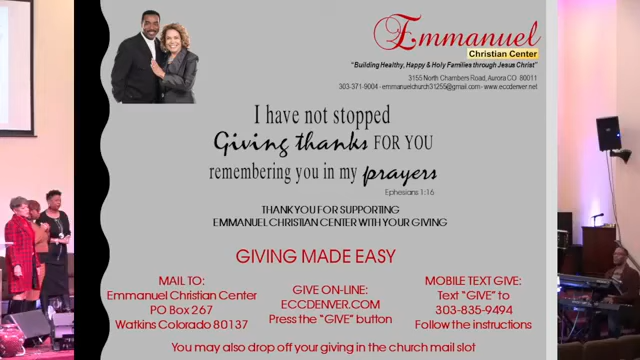 Emmanuel
Christian Center
"Building Healthy, Happy & Holy Families through Jesus Christ"
3155 North Chambers Road, Aurora CO 80011
303-371-9004 - emmanuelchurch31255@gmail.com - www.eccdenver.net
I have not stopped
Giving thanks FOR YOU
remembering you in my prayers
Ephesians 1:16
THANK YOU FOR SUPPORTING
EMMANUEL CHRISTIAN CENTER WITH YOUR GIVING
GIVING MADE EASY
MAIL TO:
Emmanuel Christian Center
PO Box 267
Watkins Colorado 80137
GIVE ON-LINE:
ECCDENVER.COM
Press the "GIVE" button
MOBILE TEXT GIVE:
Text "GIVE" to
303-835-9494
Follow the instructions
You may also drop off your giving in the church mail slot